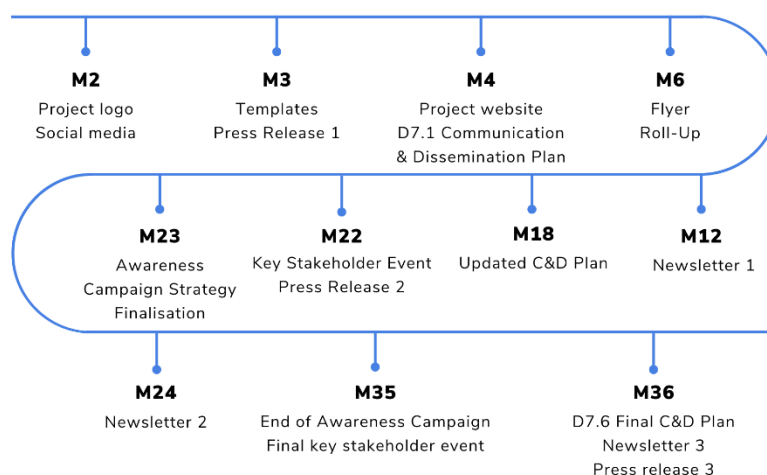 M2
Project logo
Social media
M3
Templates
Press Release 1
M4
Project website
D7.1 Communication
& Dissemination Plan
M6
Flyer
Roll-Up
M23
Awareness
Campaign Strategy
Finalisation
M22
Key Stakeholder Event
Press Release 2
M18
Updated C&D Plan
M12
Newsletter 1
M24
Newsletter 2
M35
End of Awareness Campaign
Final key stakeholder event
M36
D7.6 Final C&D Plan
Newsletter 3
Press release 3